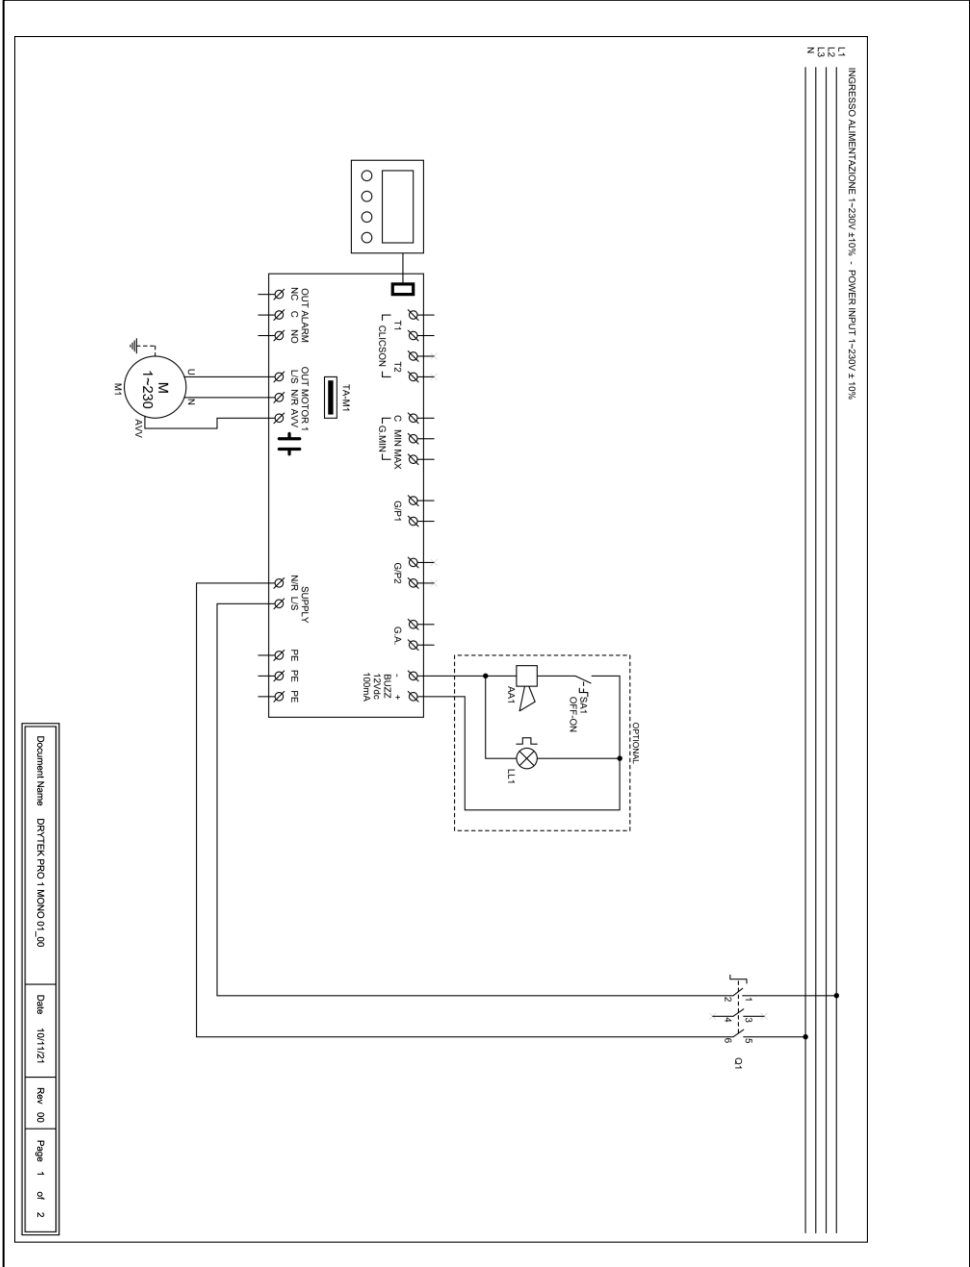 INGRESSO ALIMENTAZIONE 1~230V ±10% - POWER INPUT 1~230V ± 10%
L1
L2
L3
N
1 3 5
2 4 6
Q1
OPTIONAL
SA1
OFF-ON
AA1
LL1
T1 T2
CLICSON
C MIN MAX
G.MIN
G/P1
G/P2
G.A.
- +
BUZZ
12Vdc
100mA
TA-M1
OUT ALARM
NC C NO
OUT MOTOR 1
L/S N/R AVV
SUPPLY
N/R L/S
PE PE PE
U N
AVV
M
1~230
M1
Document Name DRYTEK PRO 1 MONO 01_00 Date 10/11/21 Rev 00 Page 1 of 2